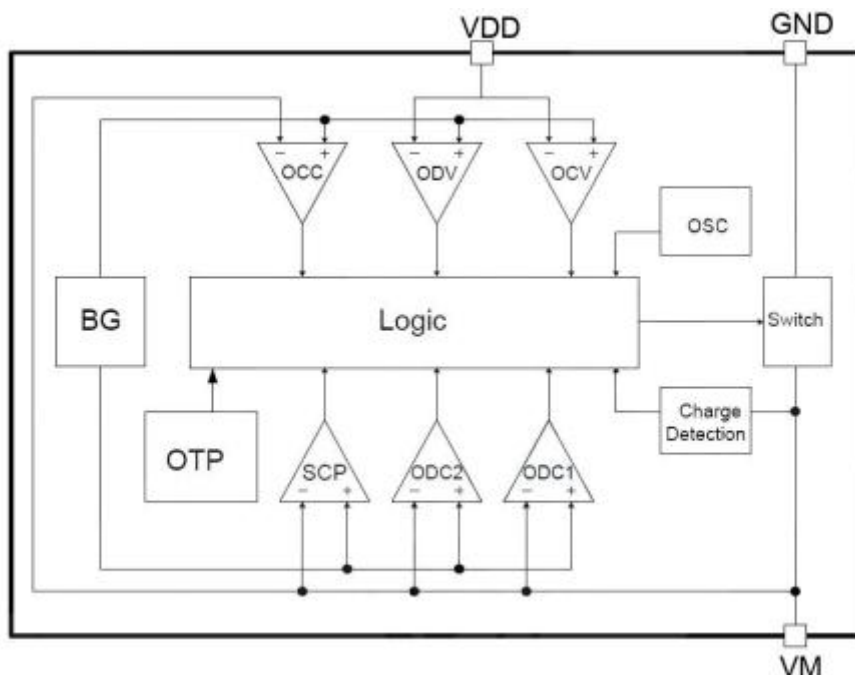 VDD
GND
− +
− +
− +
OCC
ODV
OCV
OSC
BG
Logic
Switch
Charge
Detection
OTP
SCP
ODC2
ODC1
− +
− +
− +
VM